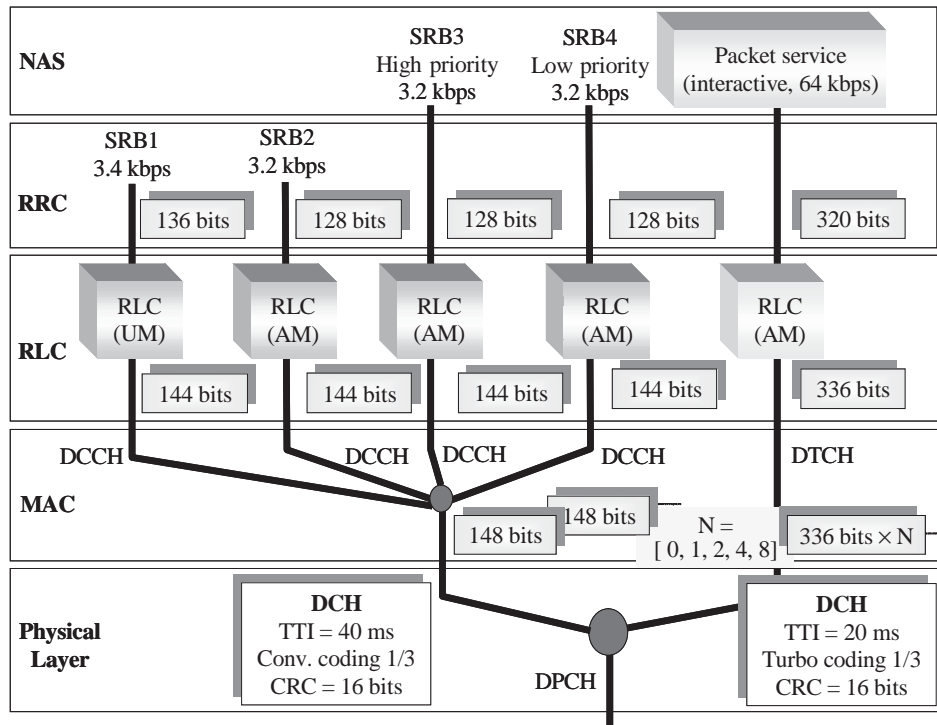 NAS
SRB3
High priority
3.2 kbps
SRB4
Low priority
3.2 kbps
Packet service
(interactive, 64 kbps)
RRC
SRB1
3.4 kbps
SRB2
3.2 kbps
136 bits
128 bits
128 bits
128 bits
320 bits
RLC
RLC
(UM)
RLC
(AM)
RLC
(AM)
RLC
(AM)
RLC
(AM)
144 bits
144 bits
144 bits
144 bits
336 bits
MAC
DCCH
DCCH
DCCH
DCCH
DTCH
148 bits
148 bits
N =
[ 0, 1, 2, 4, 8]
336 bits × N
Physical
Layer
DCH
TTI = 40 ms
Conv. coding 1/3
CRC = 16 bits
DPCH
DCH
TTI = 20 ms
Turbo coding 1/3
CRC = 16 bits